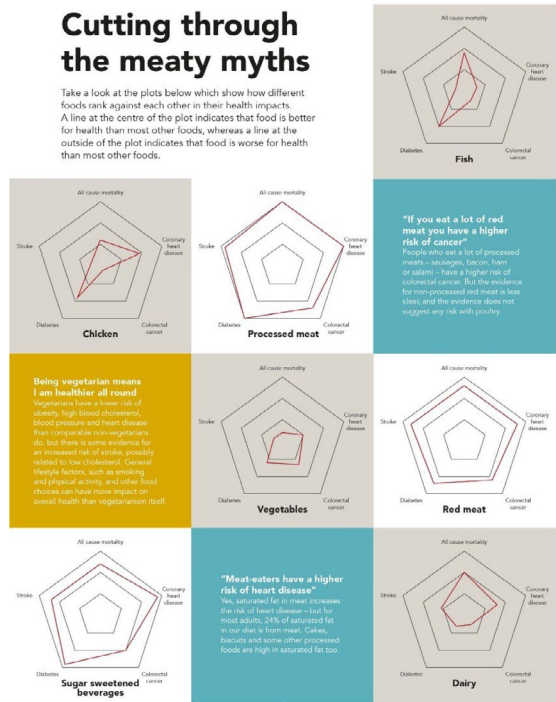 Cutting through
the meaty myths
Take a look at the plots below which show how different
foods rank against each other in their health impacts.
A line at the centre of the plot indicates that food is better
for health than most other foods, whereas a line at the
outside of the plot indicates that food is worse for health
than most other foods.
All cause mortality
Stroke
Coronary
heart
disease
Diabetes
Colorectal
cancer
Fish
All cause mortality
Stroke
Coronary
heart
disease
Diabetes
Colorectal
cancer
Chicken
All cause mortality
Stroke
Coronary
heart
disease
Diabetes
Colorectal
cancer
Processed meat
"If you eat a lot of red
meat you have a higher
risk of cancer"
People who eat a lot of processed
meats – sausages, bacon, ham
or salami – have a higher risk of
colorectal cancer. But the evidence
for non-processed red meat is less
clear, and the evidence does not
suggest any risk with poultry.
Being vegetarian means
I am healthier all round
Vegetarians have a lower risk of
obesity, high blood cholesterol,
blood pressure and heart disease
than comparable non-vegetarians
do, but there is some evidence for
an increased risk of stroke, possibly
related to low cholesterol. General
lifestyle factors, such as smoking
and physical activity, and other food
choices can have more impact on
overall health than vegetarianism itself.
All cause mortality
Stroke
Coronary
heart
disease
Diabetes
Colorectal
cancer
Vegetables
All cause mortality
Stroke
Coronary
heart
disease
Diabetes
Colorectal
cancer
Red meat
All cause mortality
Stroke
Coronary
heart
disease
Diabetes
Colorectal
cancer
Sugar sweetened
beverages
"Meat-eaters have a higher
risk of heart disease"
Yes, saturated fat in meat increases
the risk of heart disease – but for
most adults, 24% of saturated fat
in our diet is from meat. Cakes,
biscuits and some other processed
foods are high in saturated fat too.
All cause mortality
Stroke
Coronary
heart
disease
Diabetes
Colorectal
cancer
Dairy